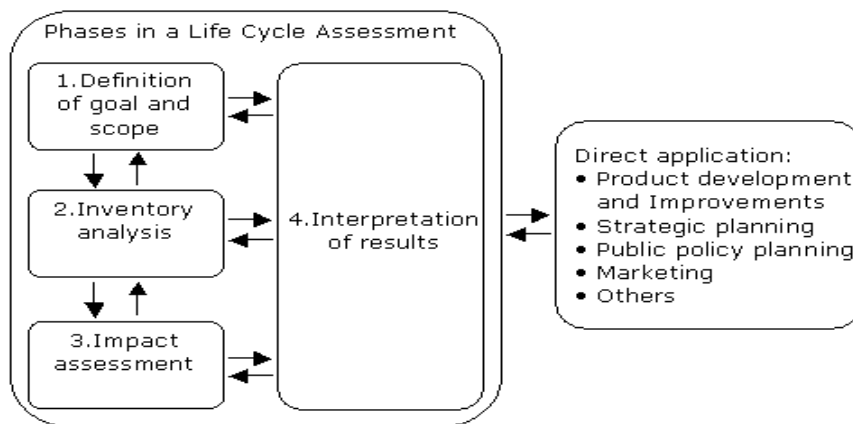 Phases in a Life Cycle Assessment
1.Definition
of goal and
scope
2.Inventory
analysis
3.Impact
assessment
4.Interpretation
of results
Direct application:
• Product development
and Improvements
• Strategic planning
• Public policy planning
• Marketing
• Others